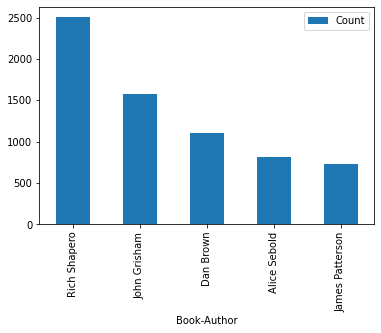 Count
2500
2000
1500
1000
500
0
Rich Shapero
John Grisham
Dan Brown
Alice Sebold
James Patterson
Book-Author